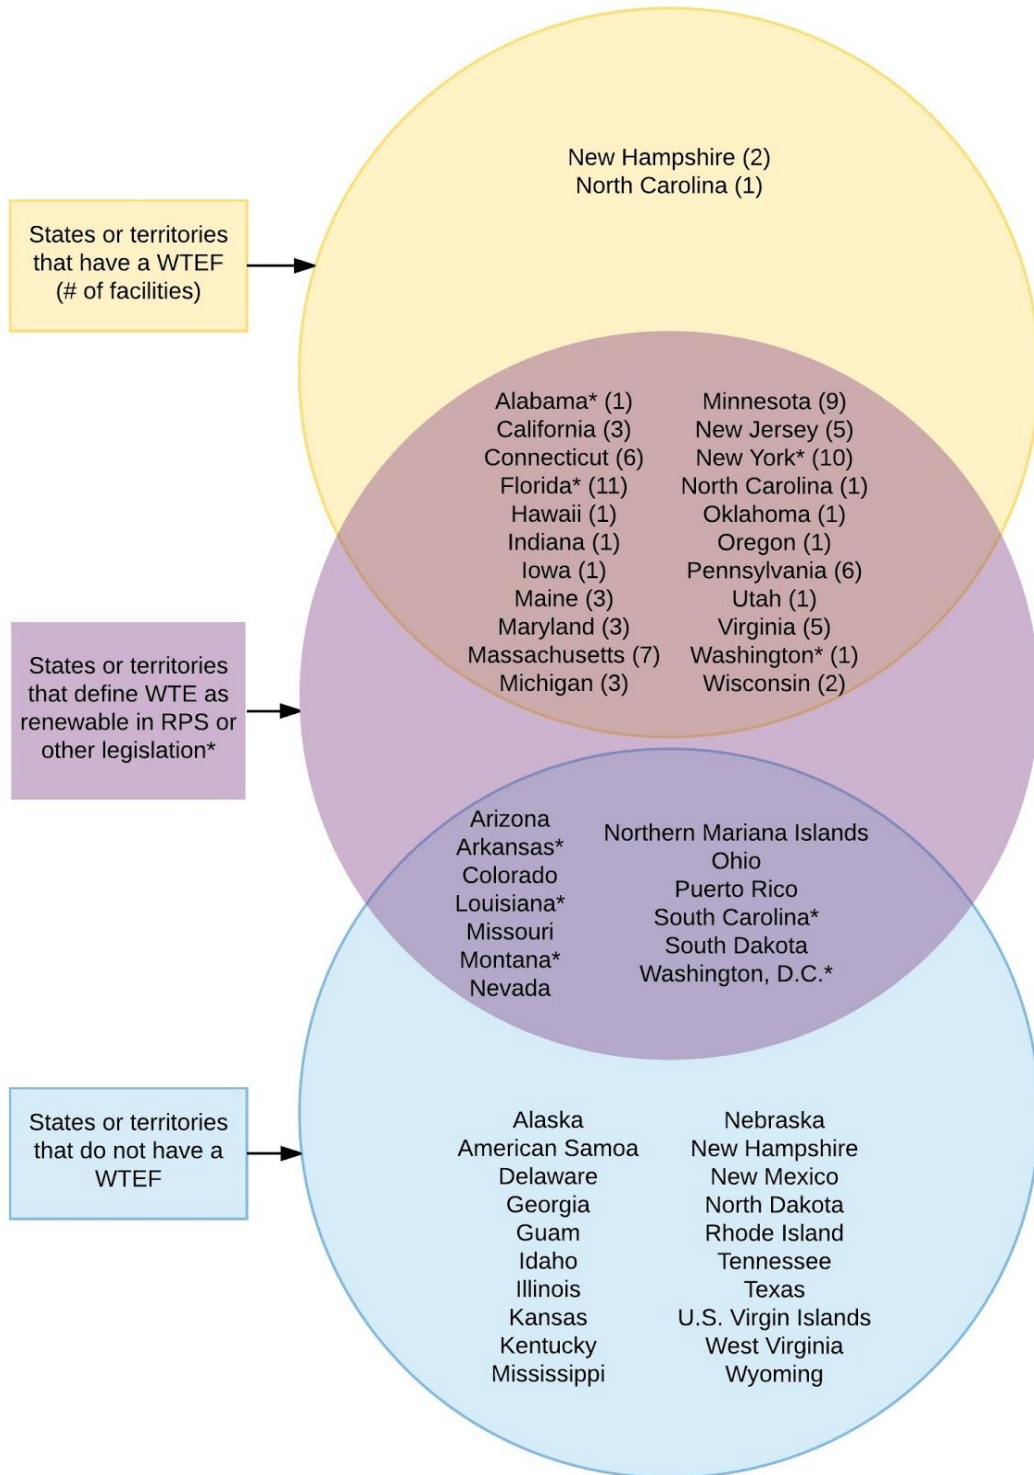 New Hampshire (2)
North Carolina (1)
States or territories
that have a WTEF
(# of facilities)
Alabama* (1)
California (3)
Connecticut (6)
Florida* (11)
Hawaii (1)
Indiana (1)
Iowa (1)
Maine (3)
Maryland (3)
Massachusetts (7)
Michigan (3)
Minnesota (9)
New Jersey (5)
New York* (10)
North Carolina (1)
Oklahoma (1)
Oregon (1)
Pennsylvania (6)
Utah (1)
Virginia (5)
Washington* (1)
Wisconsin (2)
States or territories
that define WTE as
renewable in RPS or
other legislation*
Arizona
Arkansas*
Colorado
Louisiana*
Missouri
Montana*
Nevada
Northern Mariana Islands
Ohio
Puerto Rico
South Carolina*
South Dakota
Washington, D.C.*
States or territories
that do not have a
WTEF
Alaska
American Samoa
Delaware
Georgia
Guam
Idaho
Illinois
Kansas
Kentucky
Mississippi
Nebraska
New Hampshire
New Mexico
North Dakota
Rhode Island
Tennessee
Texas
U.S. Virgin Islands
West Virginia
Wyoming